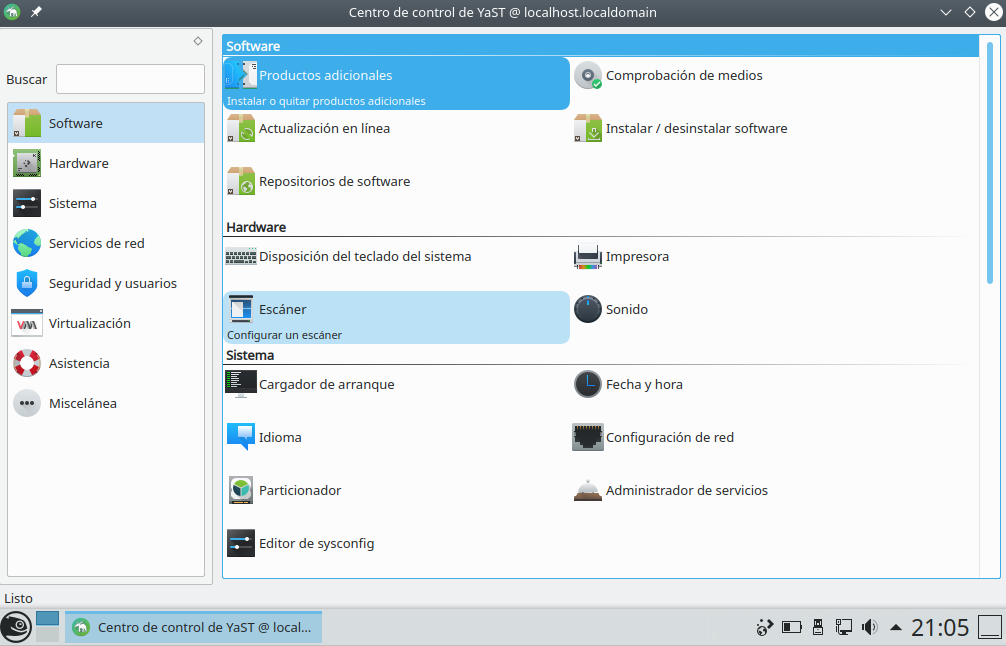 Centro de control de YaST @ localhost.localdomain
Buscar
Software
Hardware
Sistema
Servicios de red
Seguridad y usuarios
Virtualización
Asistencia
Miscelánea
Software
Productos adicionales
Instalar o quitar productos adicionales
Comprobación de medios
Actualización en línea
Instalar / desinstalar software
Repositorios de software
Hardware
Disposición del teclado del sistema
Impresora
Escáner
Configurar un escáner
Sonido
Sistema
Cargador de arranque
Fecha y hora
Idioma
Configuración de red
Particionador
Administrador de servicios
Editor de sysconfig
Listo
Centro de control de YaST @ local...
21:05